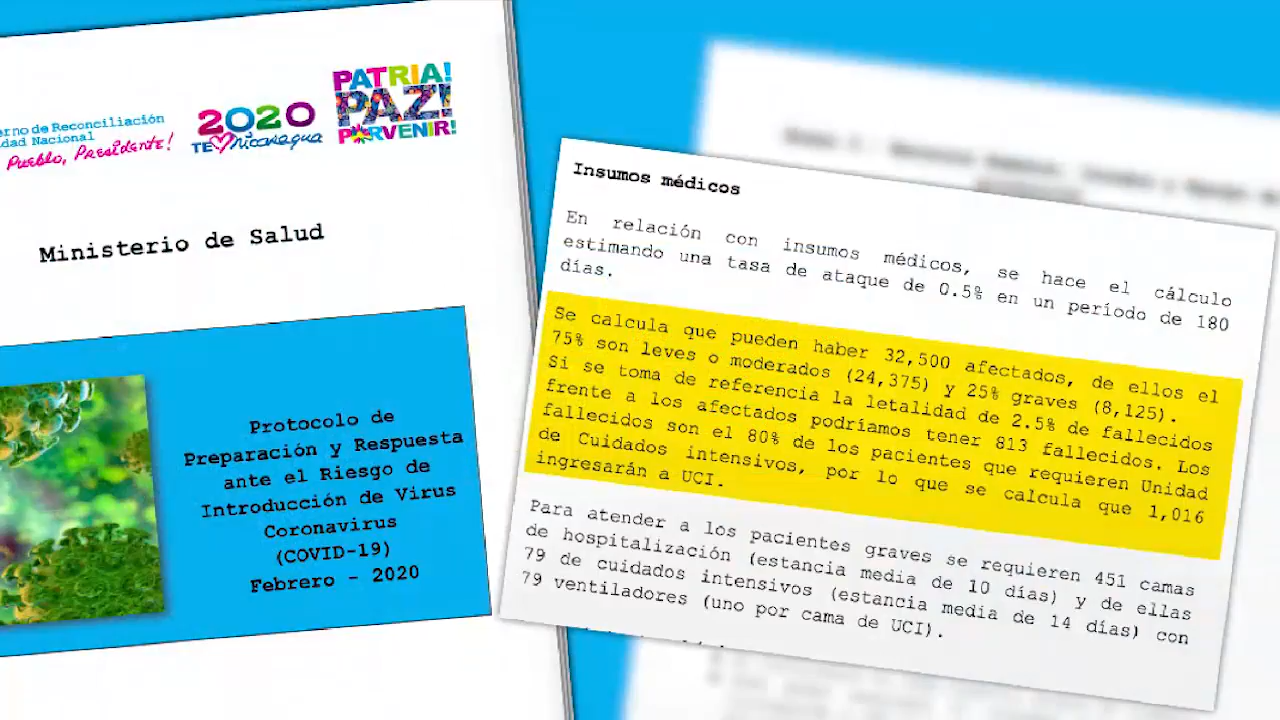 erno de Reconciliación
dad Nacional
Pueblo, Presidente!
2020
TE Nicaragua
PATRIA!
PAZ!
PORVENIR!
Ministerio de Salud
Protocolo de
Preparación y Respuesta
ante el Riesgo de
Introducción de Virus
Coronavirus
(COVID-19)
Febrero - 2020
Insumos médicos
En relación con insumos médicos, se hace el cálculo
estimando una tasa de ataque de 0.5% en un período de 180
días.
Se calcula que pueden haber 32,500 afectados, de ellos el
75% son leves o moderados (24,375) y 25% graves (8,125).
Si se toma de referencia la letalidad de 2.5% de fallecidos
frente a los afectados podríamos tener 813 fallecidos. Los
fallecidos son el 80% de los pacientes que requieren Unidad
de Cuidados intensivos, por lo que se calcula que 1,016
ingresarán a UCI.
Para atender a los pacientes graves se requieren 451 camas
de hospitalización (estancia media de 10 días) y de ellas
79 de cuidados intensivos (estancia media de 14 días) con
79 ventiladores (uno por cama de UCI).